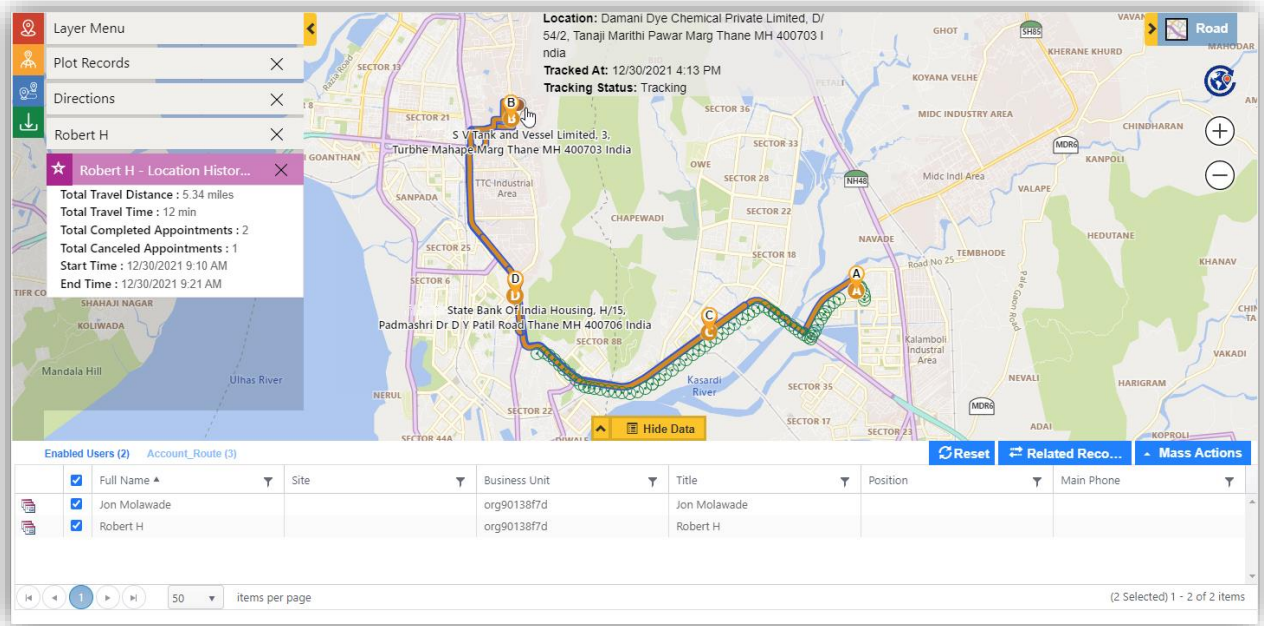 Layer Menu
Plot Records
Directions
Robert H
Robert H - Location Histor...
Total Travel Distance : 5.34 miles
Total Travel Time : 12 min
Total Completed Appointments : 2
Total Canceled Appointments : 1
Start Time : 12/30/2021 9:10 AM
End Time : 12/30/2021 9:21 AM
Location: Damani Dye Chemical Private Limited, D/
54/2, Tanaji Marithi Pawar Marg Thane MH 400703 I
ndia
Tracked At: 12/30/2021 4:13 PM
Tracking Status: Tracking
Road
GHOT
SH85
KHERANE KHURD
MAHODAR
SECTOR 13
PETALI
KOYANA VELHE
B
B
SECTOR 21
SECTOR 36
MIDC INDUSTRY AREA
CHINDHARAN
S V Tank and Vessel Limited, 3,
Turbhe Mahape Marg Thane MH 400703 India
SECTOR 33
MDR6
KANPOLI
GOANTHAN
OWE
SECTOR 28
NH48
Midc Indl Area
VALAPE
TTC Industrial
Area
SANPADA
CHAPEWADI
SECTOR 22
HEDUTANE
NAVADE
SECTOR 25
SECTOR 18
Road No 25
TEMBHODE
KHANAV
SECTOR 6
D
D
A
A
Pale Gaon Road
TIFR CO
SHAHAJI NAGAR
State Bank Of India Housing, H/15,
Padmashri Dr D Y Patil Road Thane MH 400706 India
C
C
KOLIWADA
SECTOR 8B
Kalamboli
Industrial
Area
VAKADI
Mandala Hill
Ulhas River
Kasardi
River
SECTOR 35
NEVALI
HARIGRAM
NERUL
SECTOR 22
MDR6
SECTOR 17
SECTOR 23
ADAI
KOPROLI
SECTOR 44A
Hide Data
Enabled Users (2) Account_Route (3)
Reset Related Reco... Mass Actions
Full Name Site Business Unit Title Position Main Phone
Jon Molawade org90138f7d Jon Molawade
Robert H org90138f7d Robert H
1 50 items per page (2 Selected) 1 - 2 of 2 items